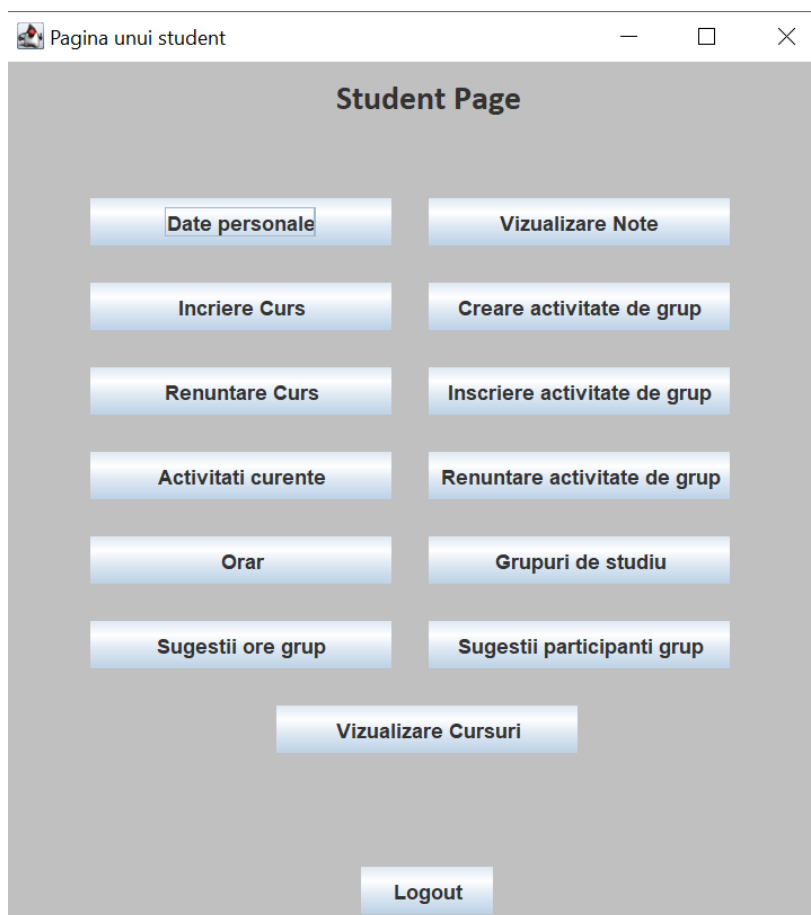 Pagina unui student
Student Page
Date personale
Vizualizare Note
Incriere Curs
Creare activitate de grup
Renuntare Curs
Inscriere activitate de grup
Activitati curente
Renuntare activitate de grup
Orar
Grupuri de studiu
Sugestii ore grup
Sugestii participanti grup
Vizualizare Cursuri
Logout